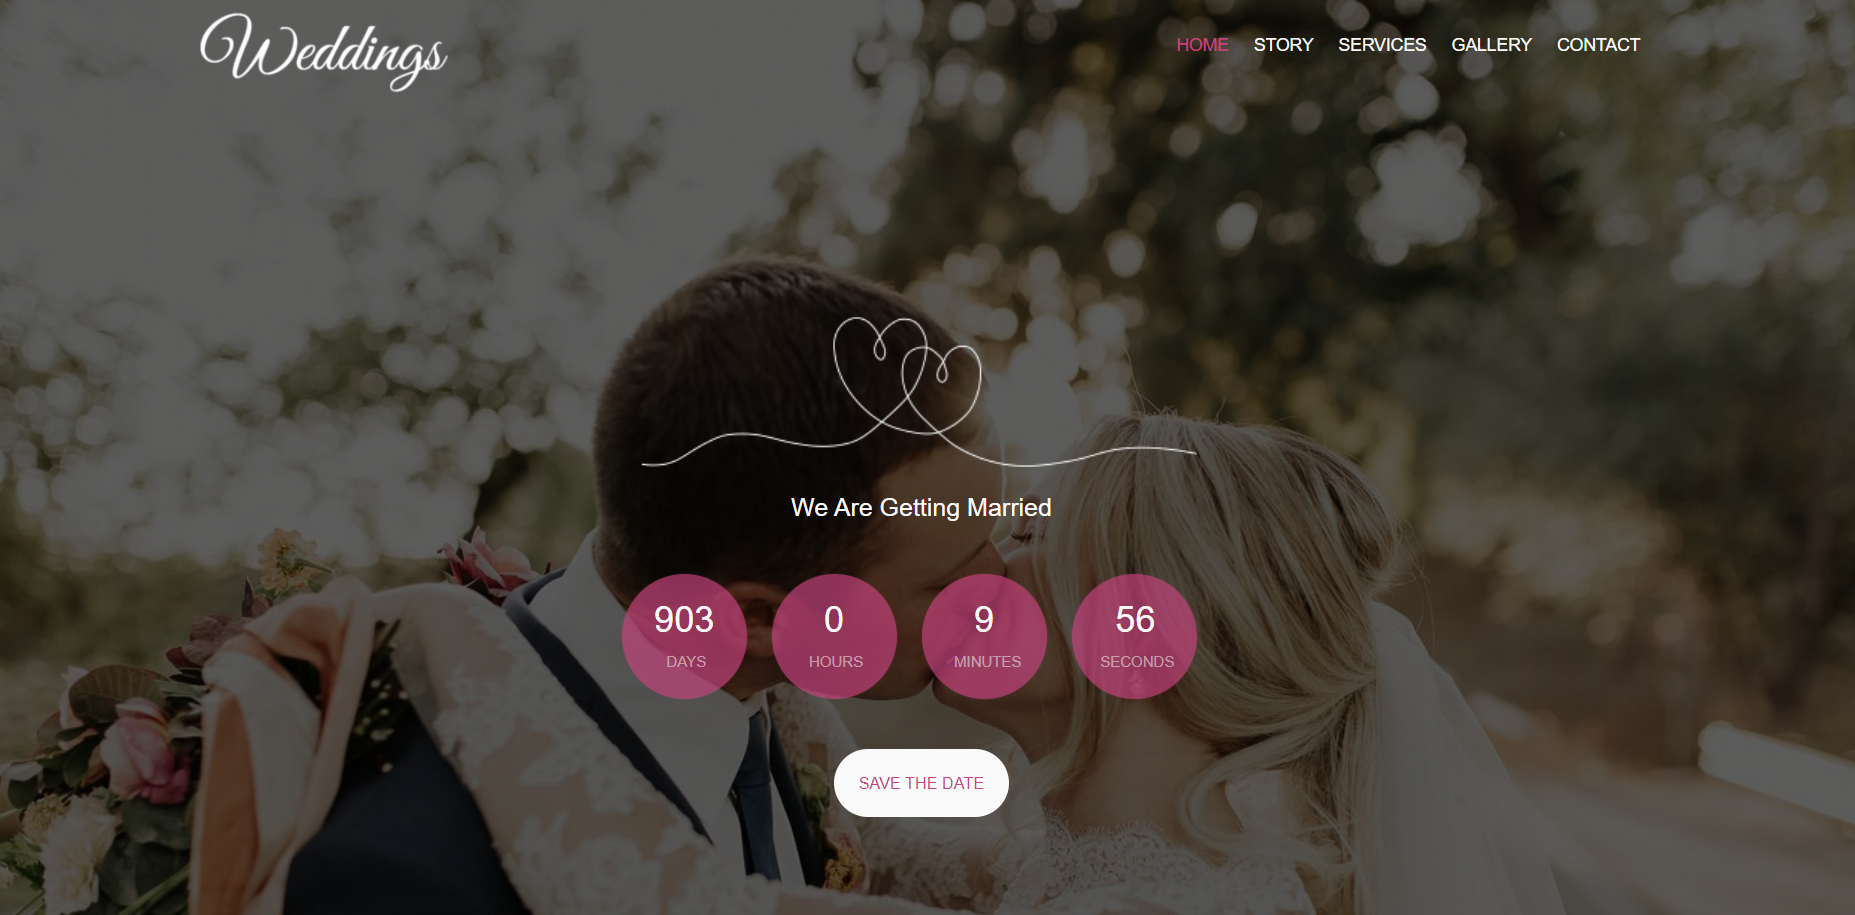 Weddings
HOME STORY SERVICES GALLERY CONTACT
We Are Getting Married
903 0 9 56
DAYS HOURS MINUTES SECONDS
SAVE THE DATE